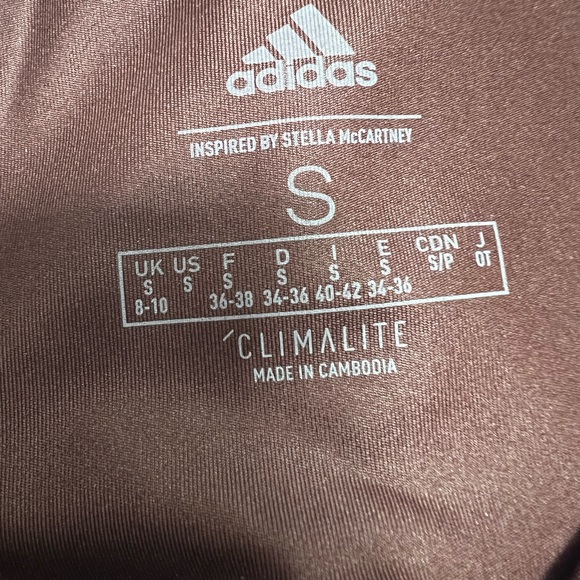 adidas
INSPIRED BY STELLA McCARTNEY
S
UK US F D I E CDN J
S S S S S S S/P OT
8-10 36-38 34-36 40-42 34-36
CLIMALITE
MADE IN CAMBODIA